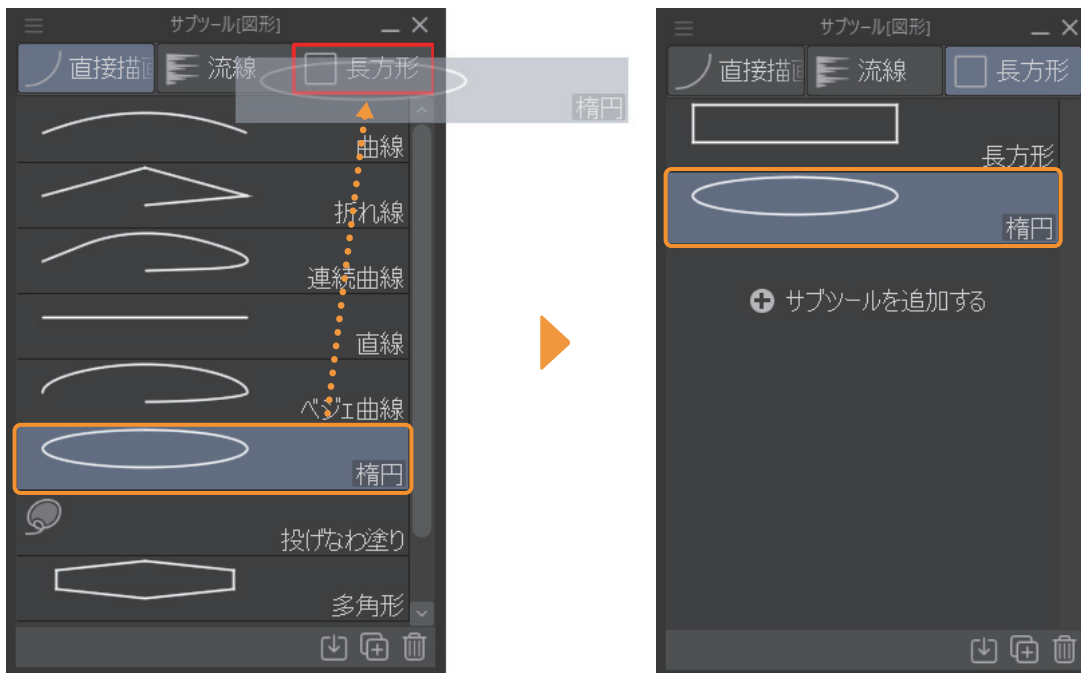 サブツール[図形]
直接描画
流線
長方形
楕円
曲線
折れ線
連続曲線
直線
ベジェ曲線
楕円
投げなわ塗り
多角形
サブツール[図形]
直接描画
流線
長方形
長方形
楕円
サブツールを追加する